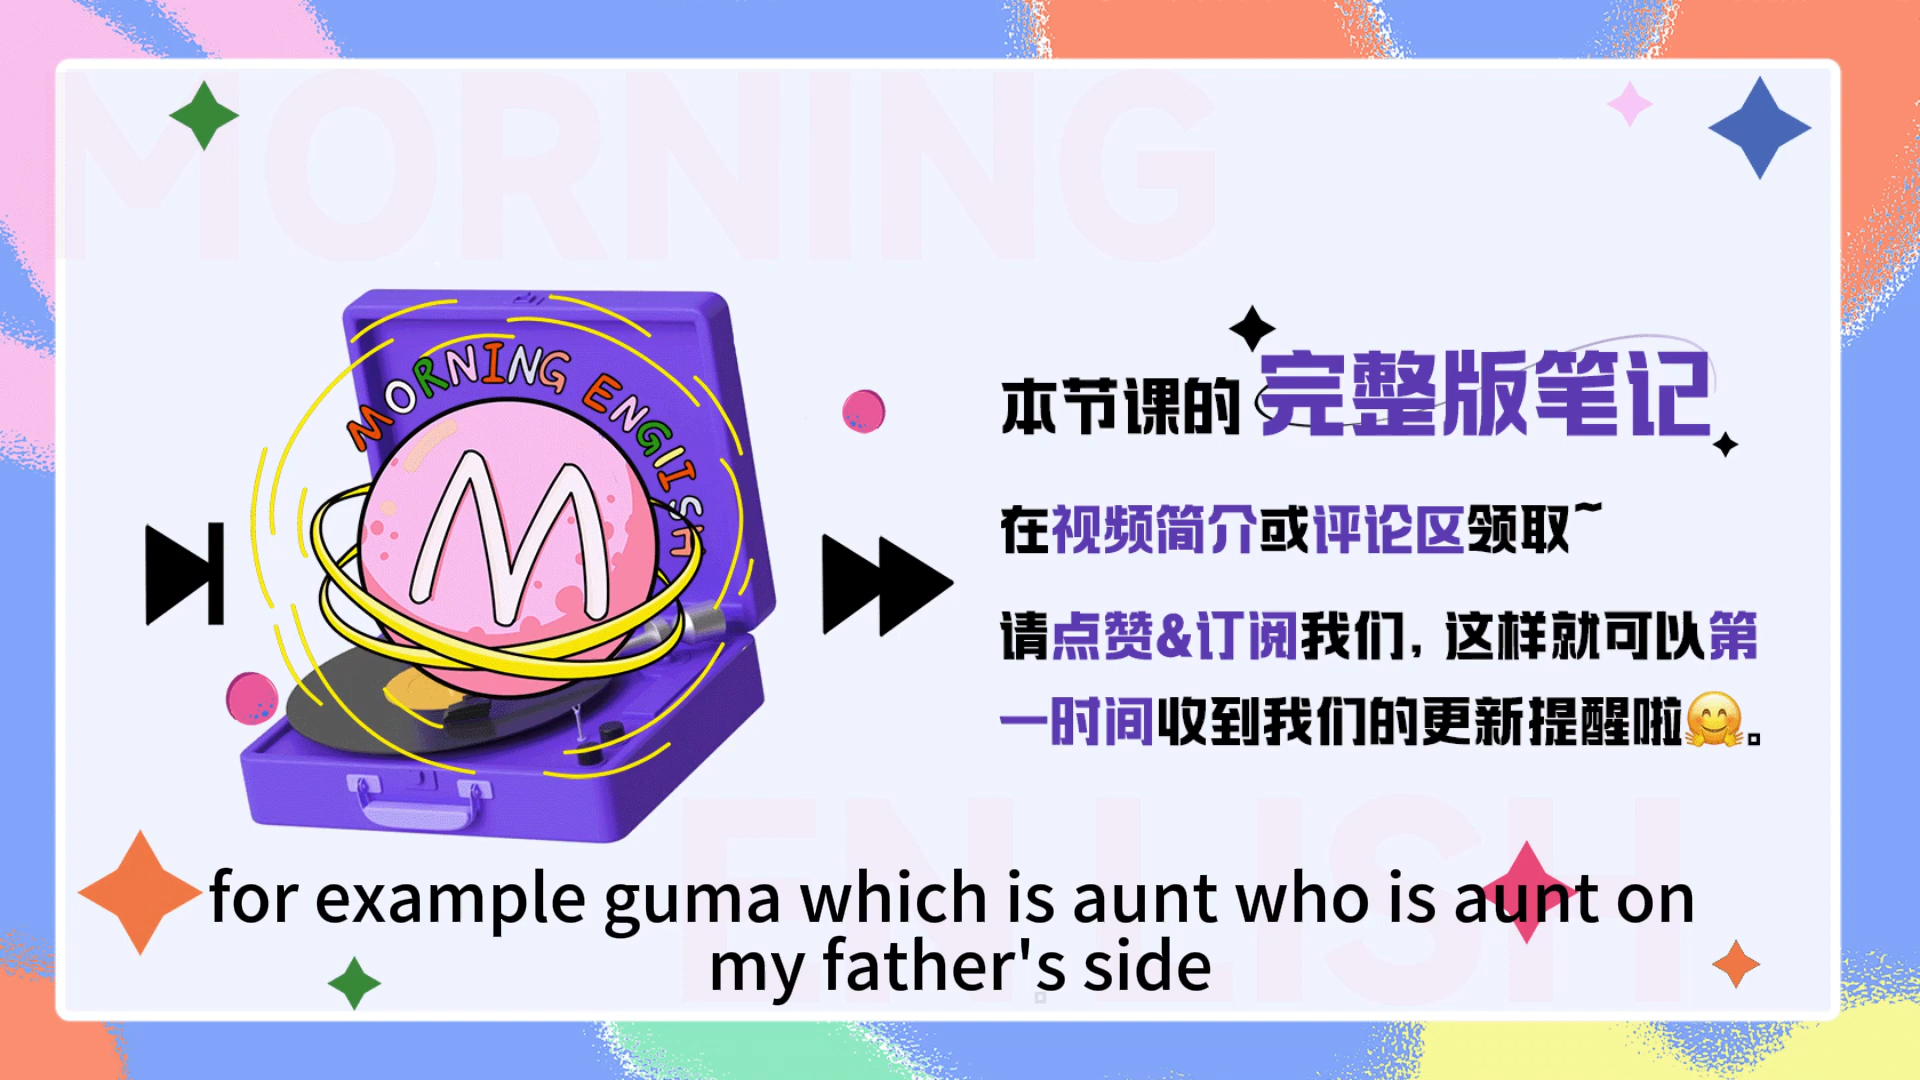 MORNING
MORNING ENGLISH
M
本节课的 完整版笔记
在视频简介或评论区领取~
请点赞&订阅我们，这样就可以第
一时间收到我们的更新提醒啦🤗。
ENGLISH
for example guma which is aunt who is aunt on
my father's side